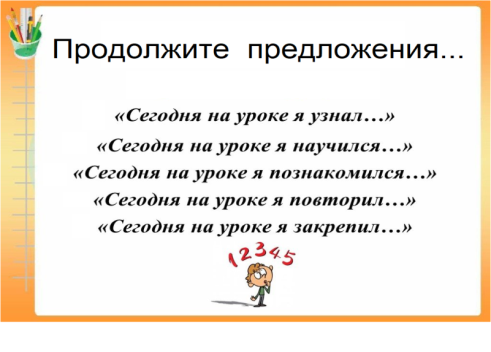 Продолжите предложения...
«Сегодня на уроке я узнал…»
«Сегодня на уроке я научился…»
«Сегодня на уроке я познакомился…»
«Сегодня на уроке я повторил…»
«Сегодня на уроке я закрепил…»
12345